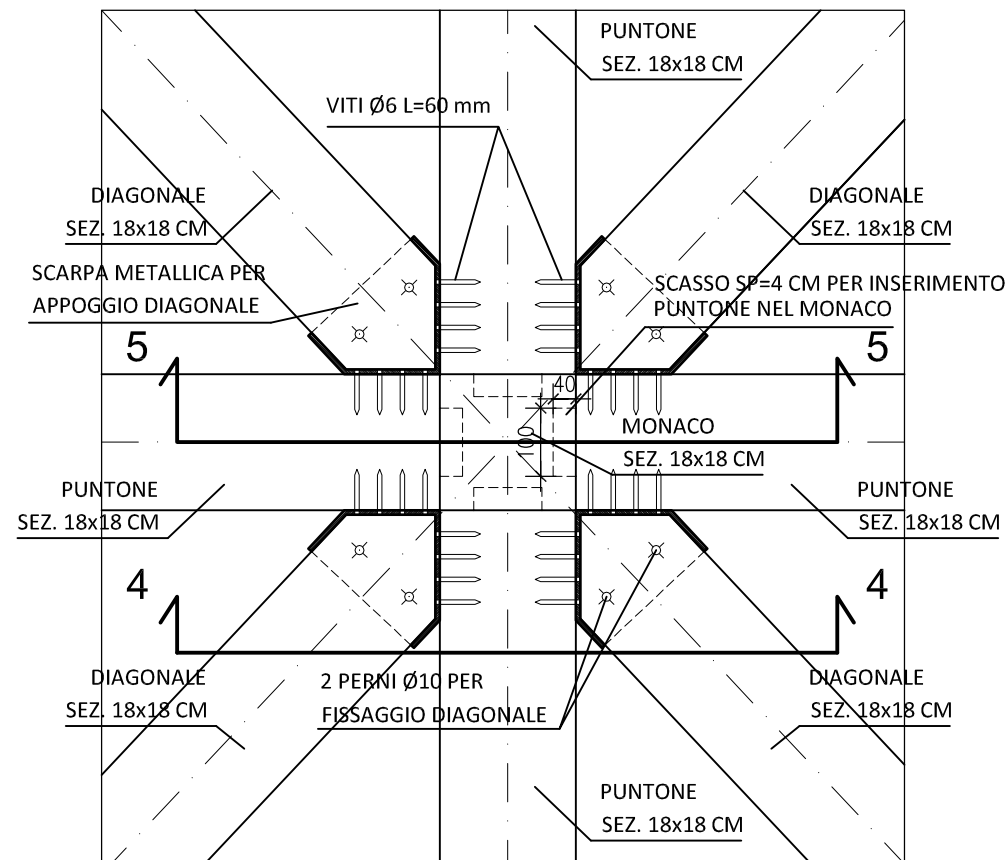 PUNTONE
SEZ. 18x18 CM
VITI Ø6 L=60 mm
DIAGONALE
SEZ. 18x18 CM
DIAGONALE
SEZ. 18x18 CM
SCARPA METALLICA PER
APPOGGIO DIAGONALE
SCASSO SP=4 CM PER INSERIMENTO
PUNTONE NEL MONACO
5
5
40
100
MONACO
SEZ. 18x18 CM
PUNTONE
SEZ. 18x18 CM
PUNTONE
SEZ. 18x18 CM
4
4
DIAGONALE
SEZ. 18x18 CM
2 PERNI Ø10 PER
FISSAGGIO DIAGONALE
DIAGONALE
SEZ. 18x18 CM
PUNTONE
SEZ. 18x18 CM